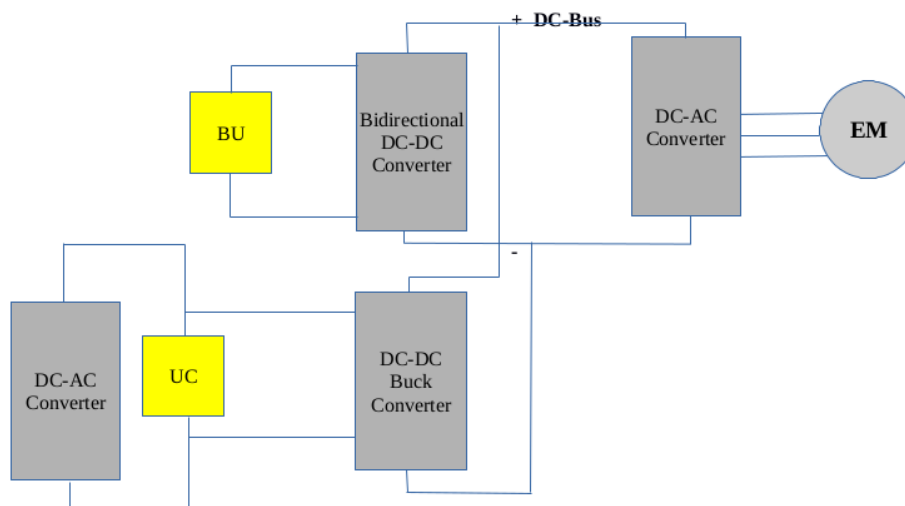 + DC-Bus
BU
Bidirectional
DC-DC
Converter
DC-AC
Converter
EM
-
DC-AC
Converter
UC
DC-DC
Buck
Converter